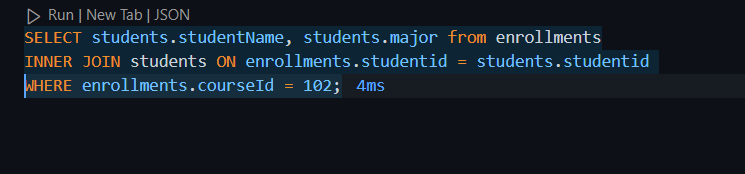 Run | New Tab | JSON
SELECT students.studentName, students.major from enrollments
INNER JOIN students ON enrollments.studentid = students.studentid
WHERE enrollments.courseId = 102; 4ms